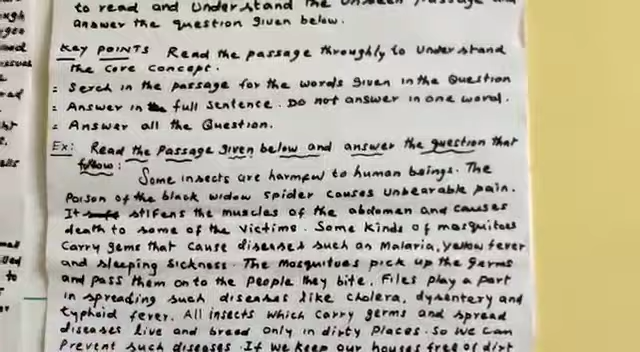 to read and understand the unseen passage and
answer the question given below.
Key Points Read the passage throughly to understand
the core concept.
= Serch in the passage for the words given in the Question
= Answer in the full sentence. Do not answer in one word.
= Answer all the Question.
Ex: Read the passage given below and answer the question that
follow:
Some insects are harmful to human beings. The
Poison of the black widow spider causes unbearable pain.
It stifens the muscles of the abdomen and causes
death to some of the victims. Some kinds of mosquitoes
carry gems that cause diseases such an Malaria, yellow fever
and sleeping sickness. The mosquitoes pick up the germs
and pass them onto the people they bite. Files play a part
in spreading such diseases like cholera, dysentery and
typhoid fever. All insects which carry germs and spread
diseases live and breed only in dirty places. So we can
Prevent such diseases. If we keep our houses free of dirt